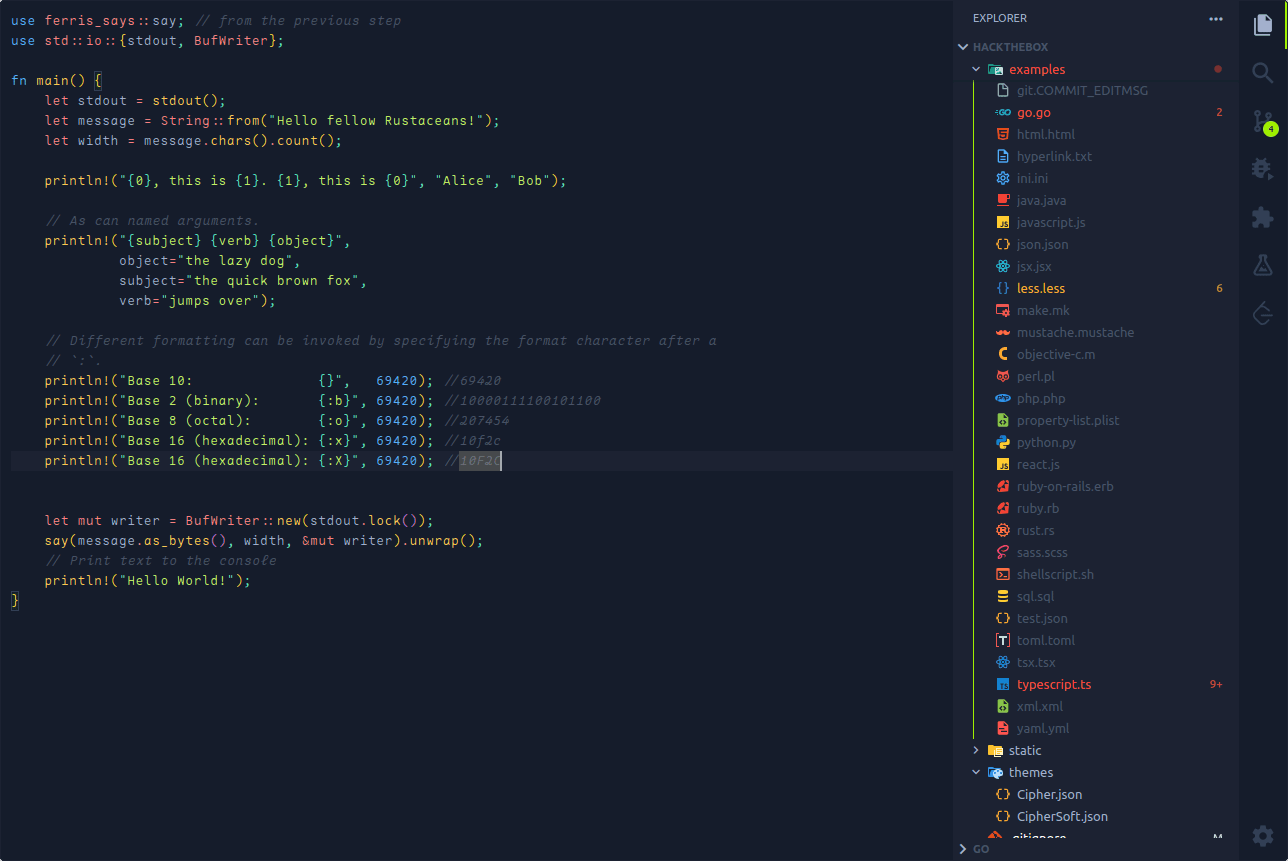 use ferris_says::say; // from the previous step
use std::io::{stdout, BufWriter};
fn main() {
    let stdout = stdout();
    let message = String::from("Hello fellow Rustaceans!");
    let width = message.chars().count();
    println!("{0}, this is {1}. {1}, this is {0}", "Alice", "Bob");
    // As can named arguments.
    println!("{subject} {verb} {object}",
             object="the lazy dog",
             subject="the quick brown fox",
             verb="jumps over");
    // Different formatting can be invoked by specifying the format character after a
    // `:`.
    println!("Base 10:               {}",   69420); //69420
    println!("Base 2 (binary):       {:b}", 69420); //10000111100101100
    println!("Base 8 (octal):        {:o}", 69420); //207454
    println!("Base 16 (hexadecimal): {:x}", 69420); //10f2c
    println!("Base 16 (hexadecimal): {:X}", 69420); //10F2C
    let mut writer = BufWriter::new(stdout.lock());
    say(message.as_bytes(), width, &mut writer).unwrap();
    // Print text to the console
    println!("Hello World!");
}
EXPLORER
HACKTHEBOX
examples
git.COMMIT_EDITMSG
go.go 2
html.html
hyperlink.txt
ini.ini
java.java
javascript.js
json.json
jsx.jsx
less.less 6
make.mk
mustache.mustache
objective-c.m
perl.pl
php.php
property-list.plist
python.py
react.js
ruby-on-rails.erb
ruby.rb
rust.rs
sass.scss
shellscript.sh
sql.sql
test.json
toml.toml
tsx.tsx
typescript.ts 9+
xml.xml
yaml.yml
static
themes
Cipher.json
CipherSoft.json
.gitignore M
GO
4